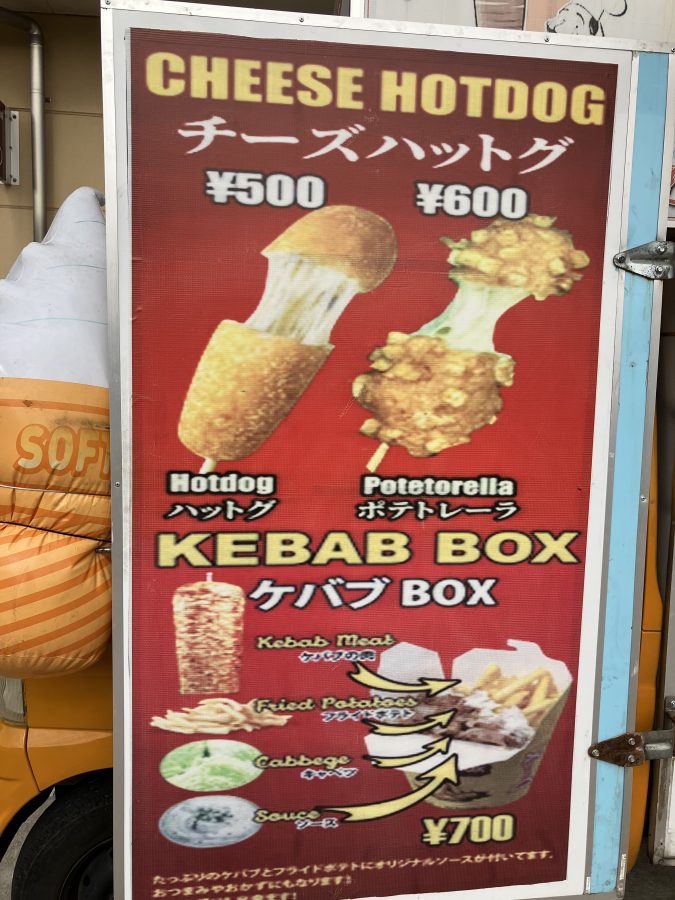 CHEESE HOTDOG
チーズハットグ
¥500 ¥600
Hotdog Potetorella
ハットグ ポテトレーラ
KEBAB BOX
ケバブ BOX
Kebab Meat
ケバブの肉
Fried Potatoes
フライドポテト
Cabbege
キャベツ
Souce
ソース
¥700
たっぷりのケバブとフライドポテトにオリジナルソースが付いてます。
おつまみやおかずにもなります!
SOFT